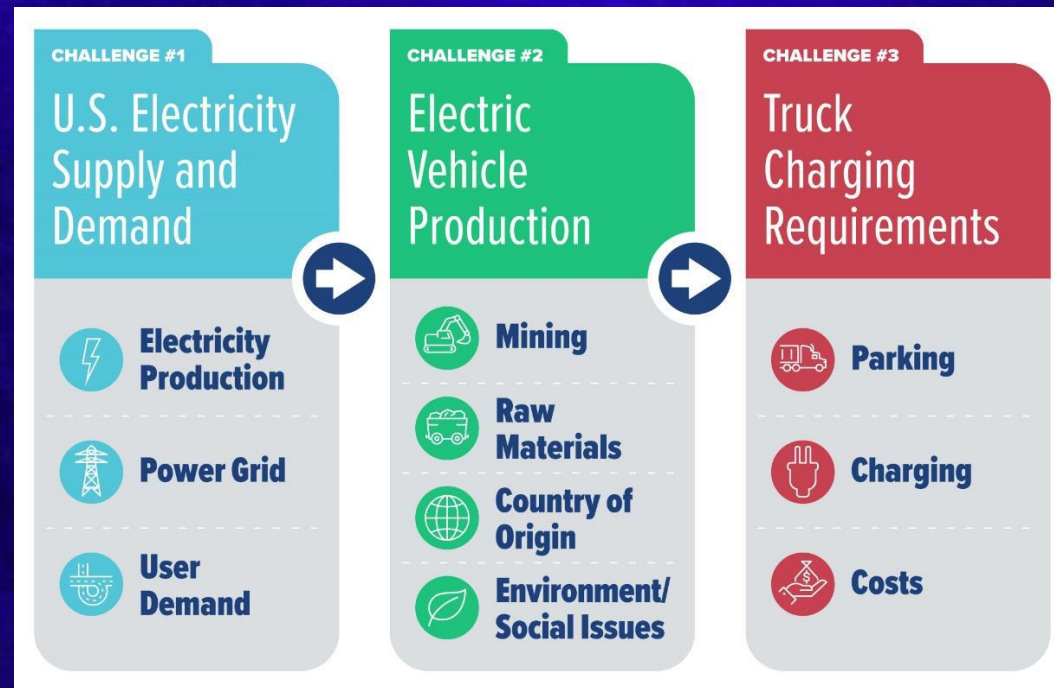 CHALLENGE #1
U.S. Electricity
Supply and
Demand
Electricity
Production
Power Grid
User
Demand
CHALLENGE #2
Electric
Vehicle
Production
Mining
Raw
Materials
Country of
Origin
Environment/
Social Issues
CHALLENGE #3
Truck
Charging
Requirements
Parking
Charging
Costs